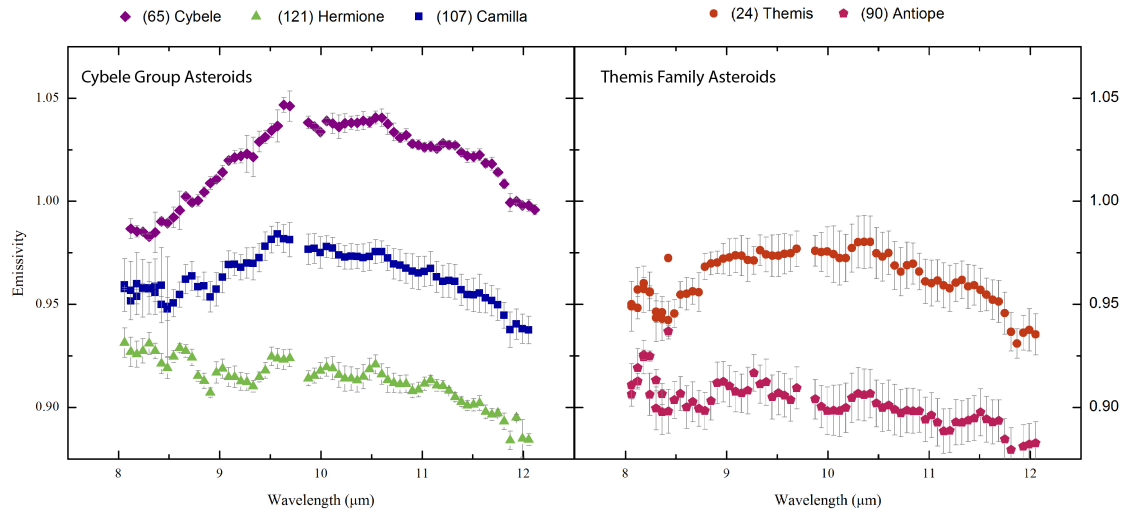 (65) Cybele (121) Hermione (107) Camilla (24) Themis (90) Antiope
Cybele Group Asteroids
Themis Family Asteroids
1.05
1.00
0.95
0.90
Emissivity
1.05
1.00
0.95
0.90
8 9 10 11 12
8 9 10 11 12
Wavelength (μm)
Wavelength (μm)